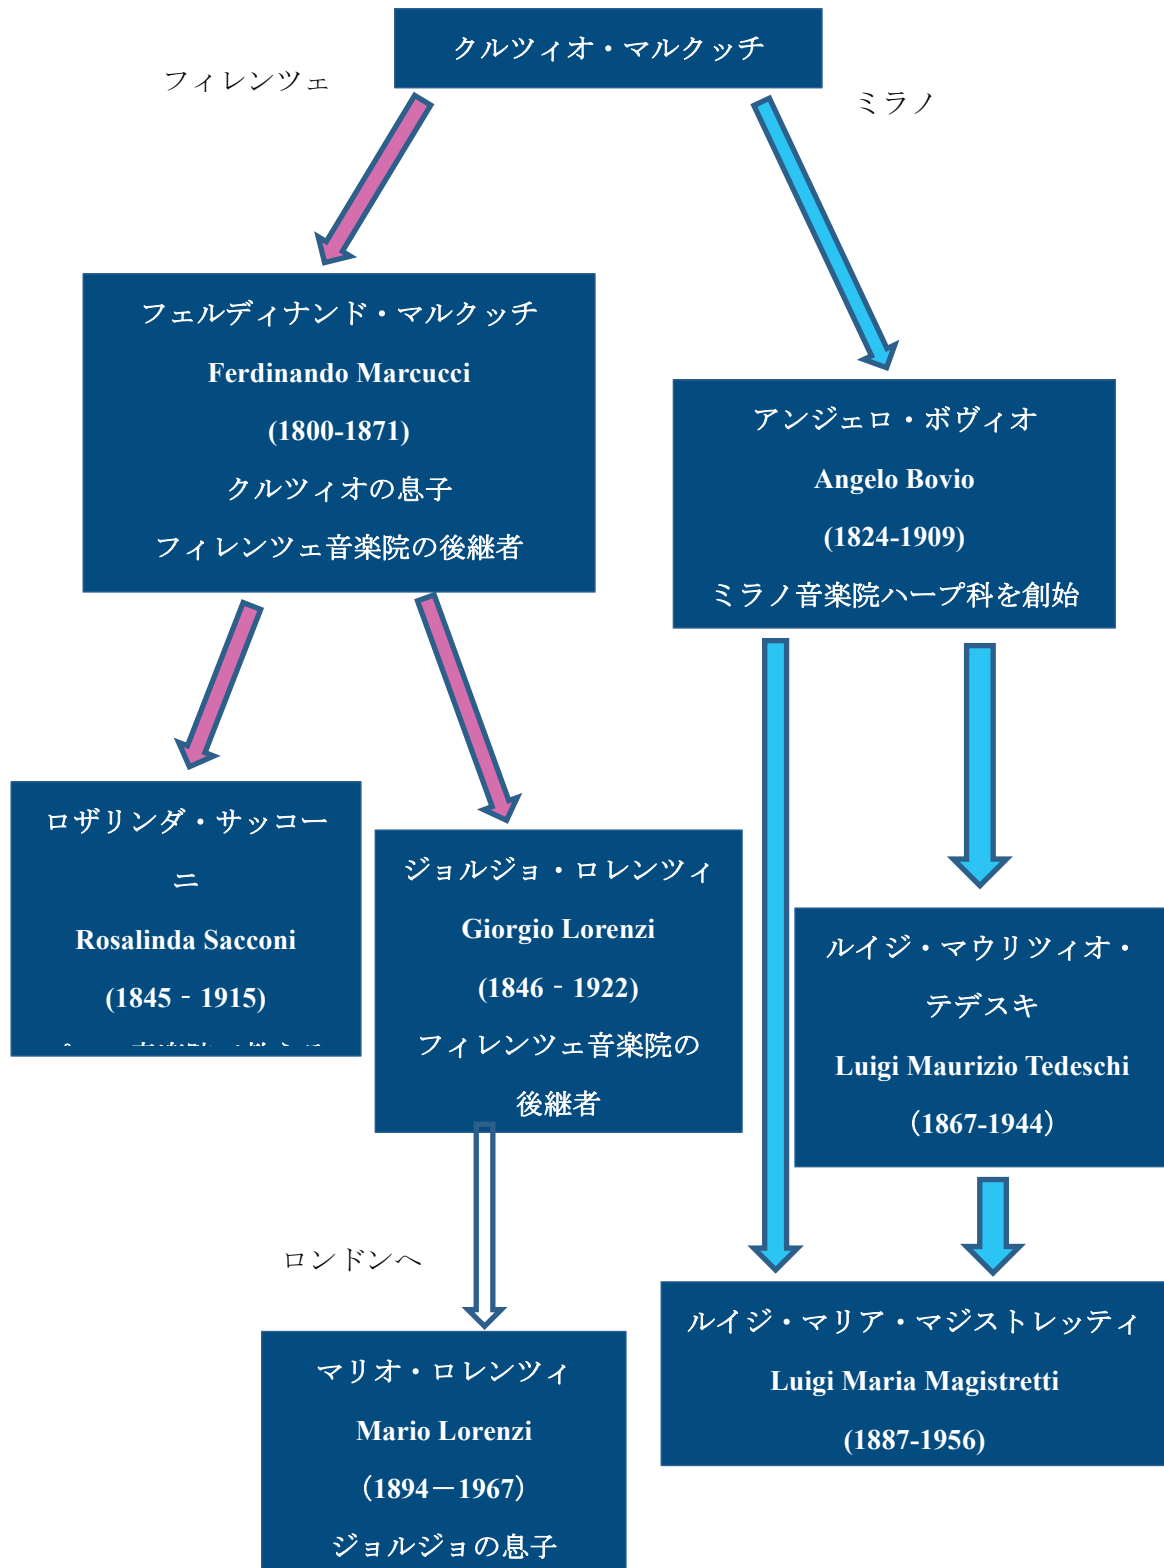 クルツィオ・マルクッチ
フィレンツェ
ミラノ
フェルディナンド・マルクッチ
Ferdinando Marcucci
(1800-1871)
クルツィオの息子
フィレンツェ音楽院の後継者
アンジェロ・ボヴィオ
Angelo Bovio
(1824-1909)
ミラノ音楽院ハープ科を創始
ロザリンダ・サッコー
ニ
Rosalinda Sacconi
(1845‐1915)
ジョルジョ・ロレンツィ
Giorgio Lorenzi
(1846‐1922)
フィレンツェ音楽院の
後継者
ルイジ・マウリツィオ・
テデスキ
Luigi Maurizio Tedeschi
（1867-1944）
ロンドンへ
ルイジ・マリア・マジストレッティ
Luigi Maria Magistretti
(1887-1956)
マリオ・ロレンツィ
Mario Lorenzi
（1894－1967）
ジョルジョの息子